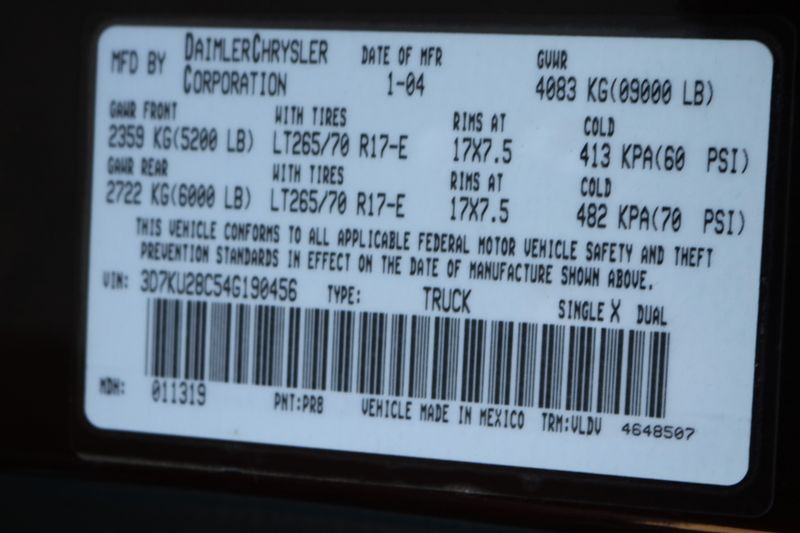 MFD BY DAIMLERCHRYSLER CORPORATION DATE OF MFR 1-04 GVWR 4083 KG(09000 LB)
GAWR FRONT WITH TIRES RIMS AT COLD
2359 KG(5200 LB) LT265/70 R17-E 17X7.5 413 KPA(60 PSI)
GAWR REAR WITH TIRES RIMS AT COLD
2722 KG(6000 LB) LT265/70 R17-E 17X7.5 482 KPA(70 PSI)
THIS VEHICLE CONFORMS TO ALL APPLICABLE FEDERAL MOTOR VEHICLE SAFETY AND THEFT
PREVENTION STANDARDS IN EFFECT ON THE DATE OF MANUFACTURE SHOWN ABOVE.
VIN: 3D7KU28C54G190456 TYPE: TRUCK SINGLE X DUAL
MDH: 011319 PNT:PR8 VEHICLE MADE IN MEXICO TRM:VLDV 4648507